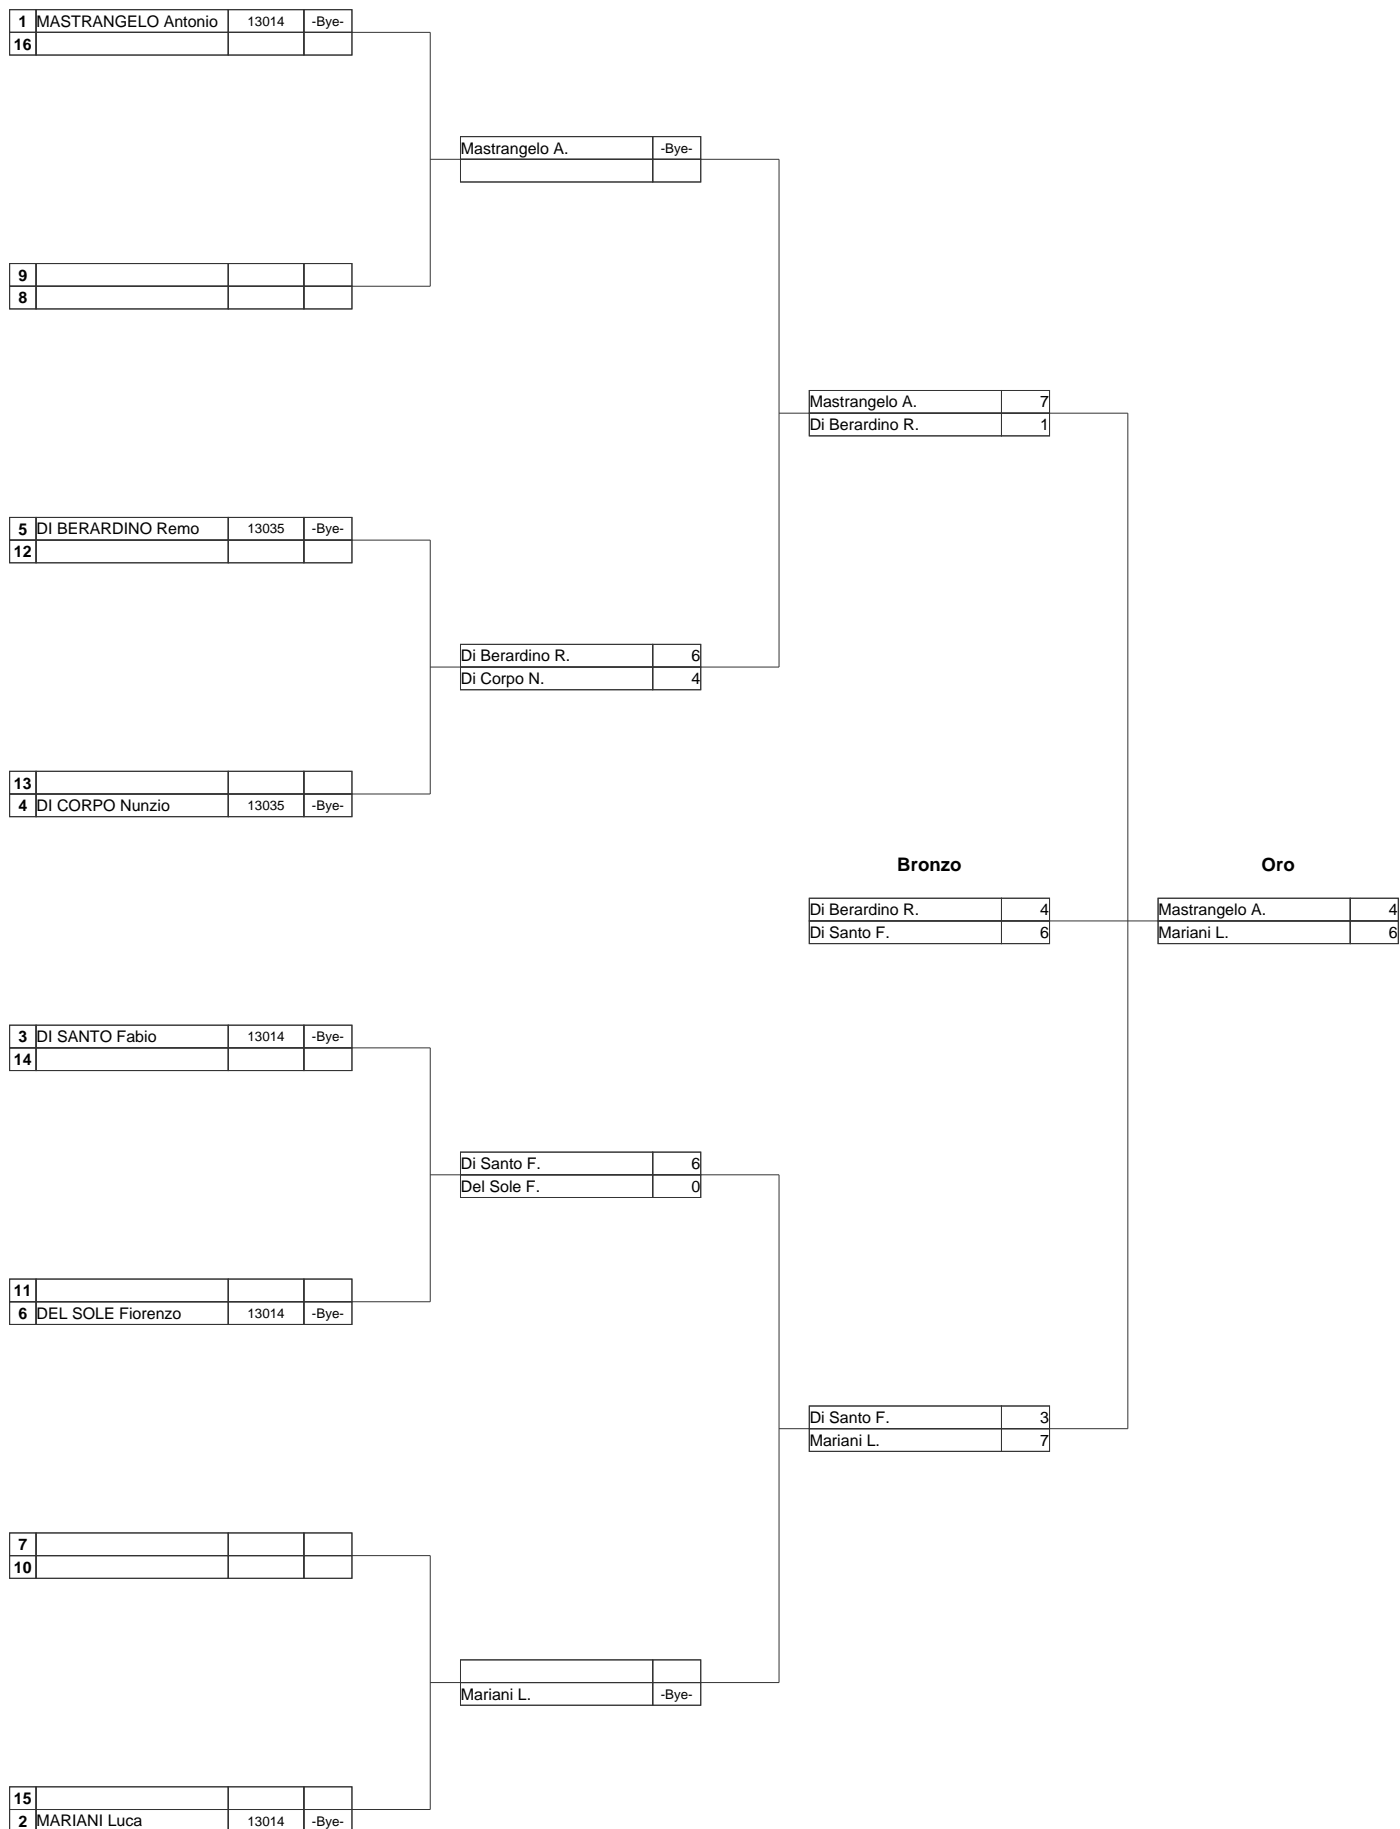 1 MASTRANGELO Antonio 13014 -Bye-
16
Mastrangelo A. -Bye-
9
8
Mastrangelo A. 7
Di Berardino R. 1
5 DI BERARDINO Remo 13035 -Bye-
12
Di Berardino R. 6
Di Corpo N. 4
13
4 DI CORPO Nunzio 13035 -Bye-
Bronzo Oro
Di Berardino R. 4 Mastrangelo A. 4
Di Santo F. 6 Mariani L. 6
3 DI SANTO Fabio 13014 -Bye-
14
Di Santo F. 6
Del Sole F. 0
11
6 DEL SOLE Fiorenzo 13014 -Bye-
Di Santo F. 3
Mariani L. 7
7
10
Mariani L. -Bye-
15
2 MARIANI Luca 13014 -Bye-